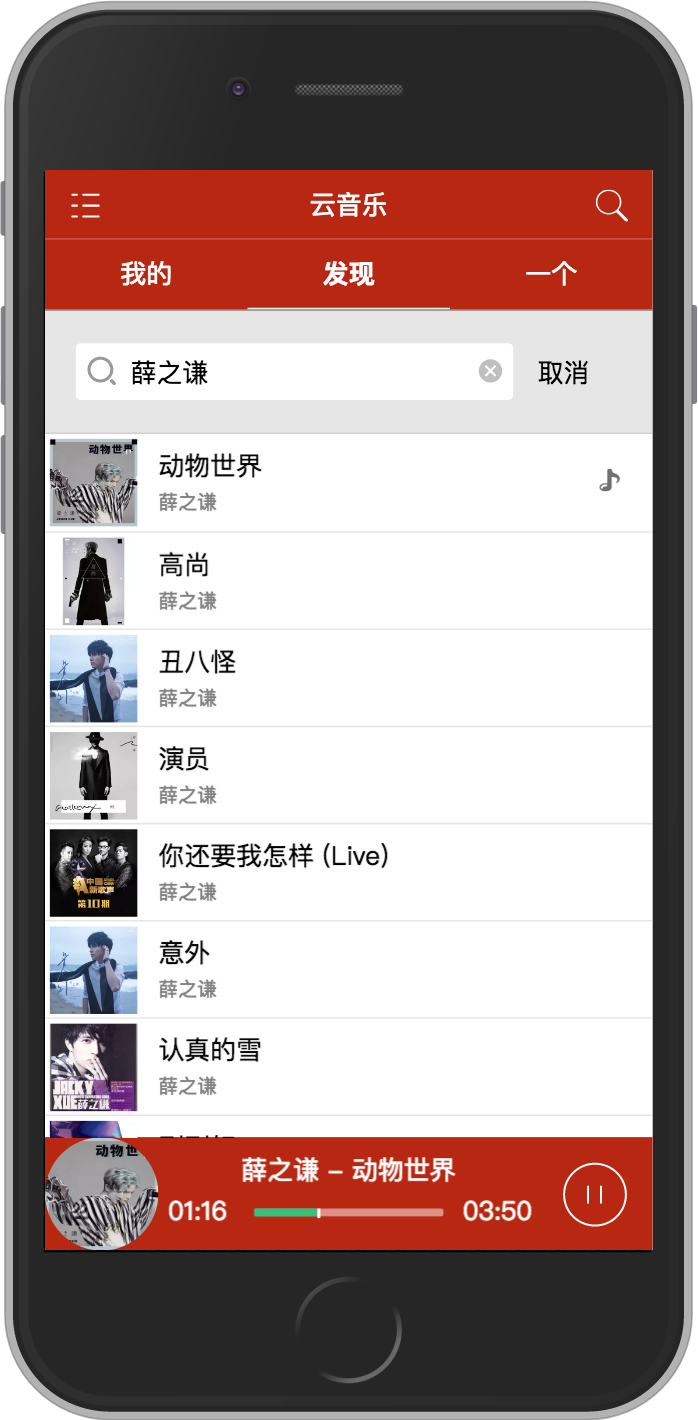 云音乐
我的 发现 一个
薛之谦 取消
动物世界
动物世界
薛之谦
高尚
薛之谦
丑八怪
薛之谦
演员
薛之谦
中国
新歌声
第10期
你还要我怎样 (Live)
薛之谦
意外
薛之谦
JACKY
XUE薛之谦
认真的雪
薛之谦
动物世
薛之谦 – 动物世界
01:16 03:50